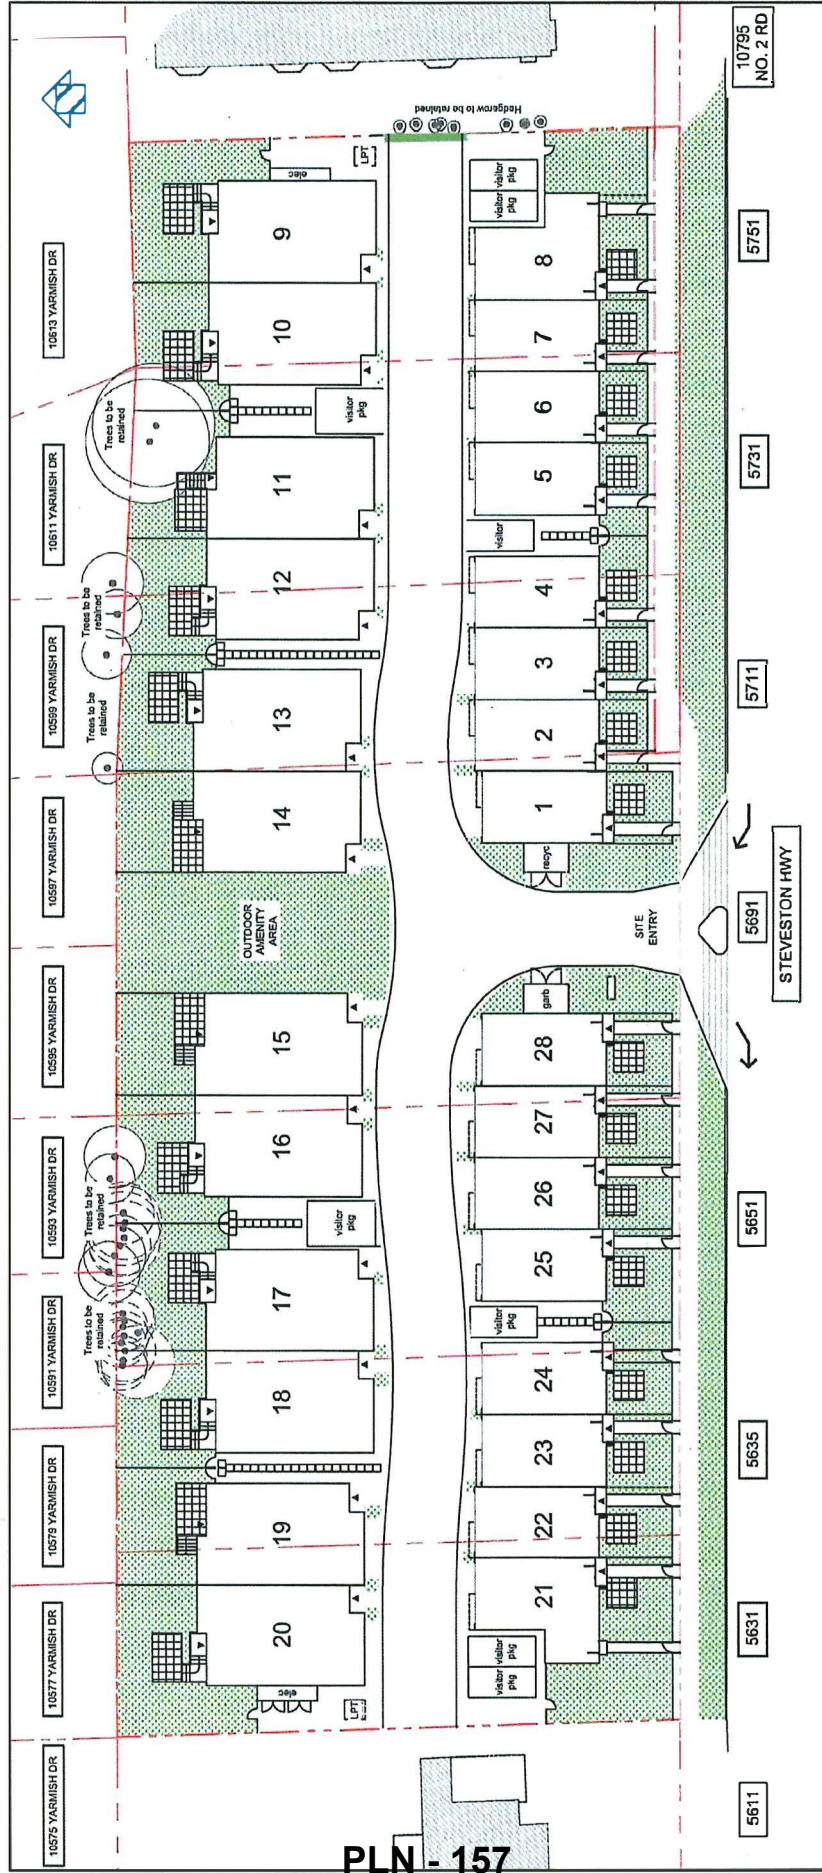 10575 YARMISH DR
10577 YARMISH DR
10579 YARMISH DR
10591 YARMISH DR
10593 YARMISH DR
10595 YARMISH DR
10597 YARMISH DR
10599 YARMISH DR
10611 YARMISH DR
10613 YARMISH DR
Trees to be
retained
Trees to be
retained
Trees to be
retained
Trees to be
retained
Trees to be
retained
20
19
18
17
16
15
OUTDOOR
AMENITY
AREA
14
13
12
11
10
9
elec
LPT
visitor
pkg
visitor
pkg
elec
LPT
Hedgerow to be retained
visitor
pkg
visitor
pkg
21
22
23
24
visitor
pkg
25
26
27
28
garb
SITE
ENTRY
recyc
1
2
3
4
visitor
5
6
7
8
visitor
pkg
visitor
pkg
5611
5631
5635
5651
5691
5711
5731
5751
10795
NO. 2 RD
STEVESTON HWY
PLN - 157